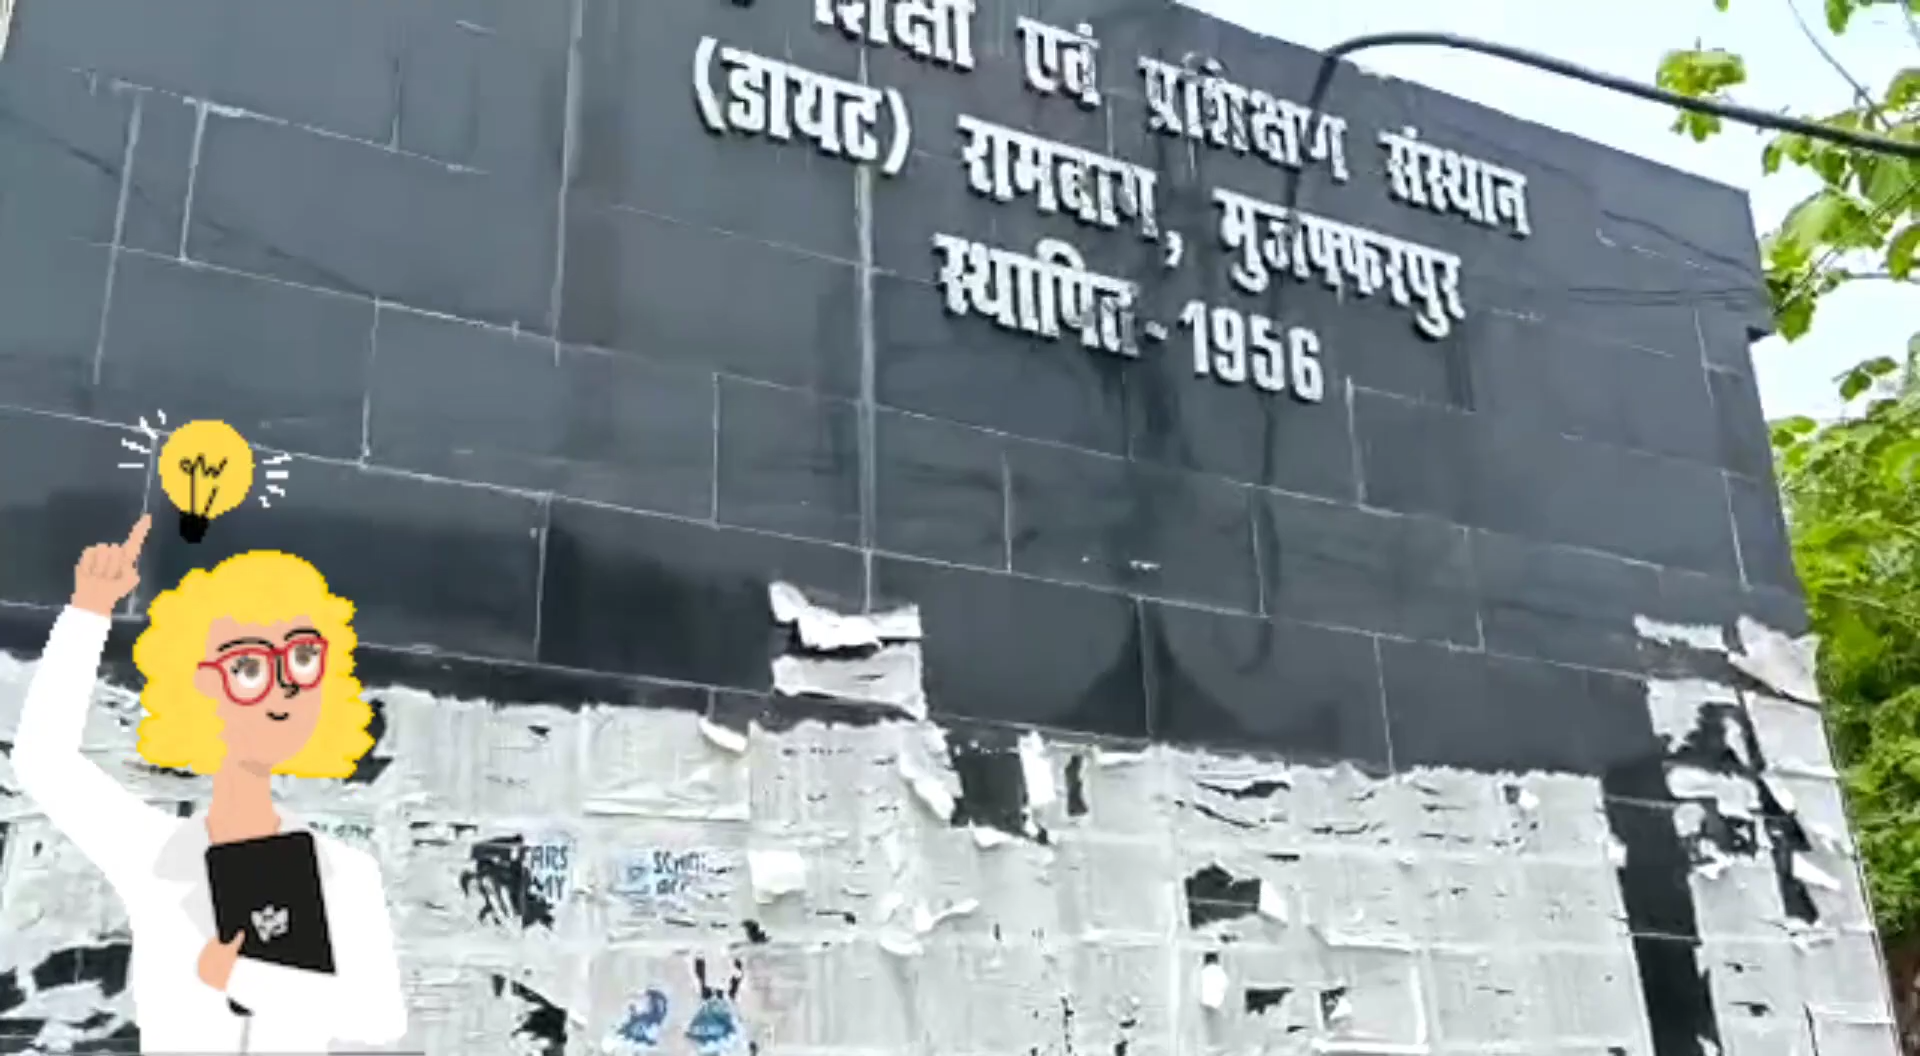 शिक्षा एवं प्रशिक्षण संस्थान
(डायट) रामबाग, मुजफ्फरपुर
स्थापित-1956